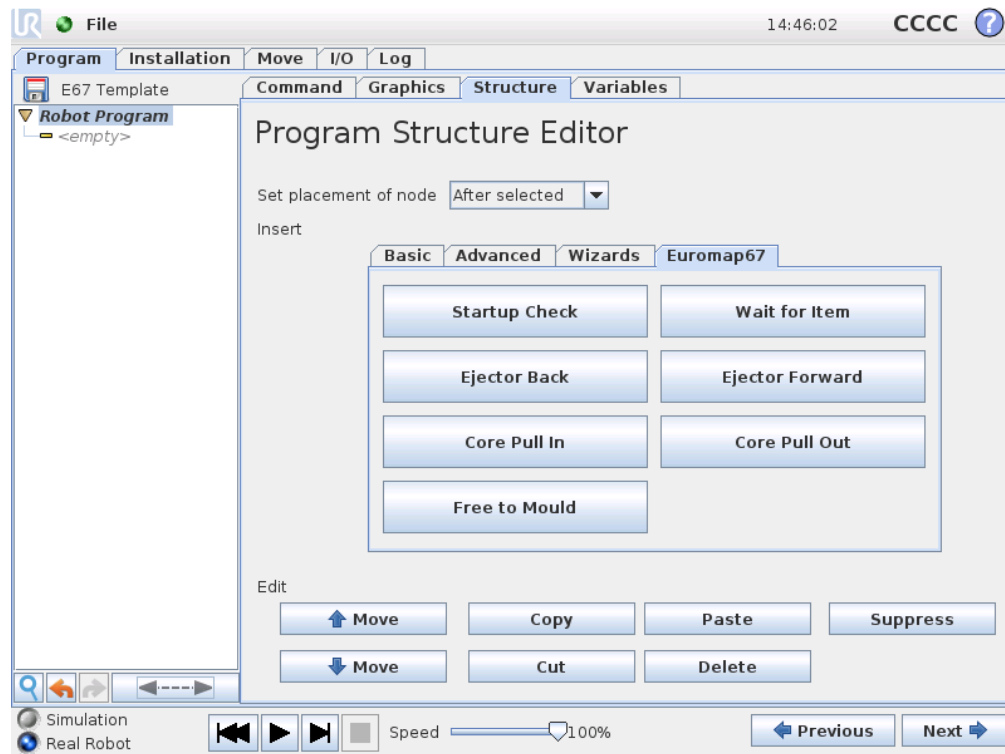 UR File 14:46:02 CCCC ?
Program Installation Move I/O Log
E67 Template Command Graphics Structure Variables
Robot Program
<empty>
Program Structure Editor
Set placement of node After selected
Insert
Basic Advanced Wizards Euromap67
Startup Check Wait for Item
Ejector Back Ejector Forward
Core Pull In Core Pull Out
Free to Mould
Edit
Move Copy Paste Suppress
Move Cut Delete
Simulation
Real Robot
Speed 100% Previous Next